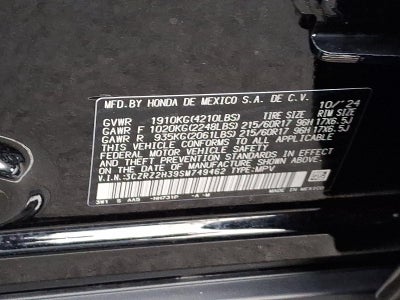 MFD.BY HONDA DE MEXICO S.A. DE C.V. 10/'24
GVWR 1910KG(4210LBS) TIRE SIZE RIM SIZE
GAWR F 1020KG(2248LBS) 215/60R17 96H 17X6.5J
GAWR R 935KG(2061LBS) 215/60R17 96H 17X6.5J
THIS VEHICLE CONFORMS TO ALL APPLICABLE
FEDERAL MOTOR VEHICLE SAFETY AND
THEFT PREVENTION STANDARDS IN EFFECT
ON THE DATE OF MANUFACTURE SHOWN ABOVE.
V.I.N.3CZRZ2H39SM749462 TYPE:MPV
MADE IN MEXICO
3W1 S AAS -NH731P -A -M